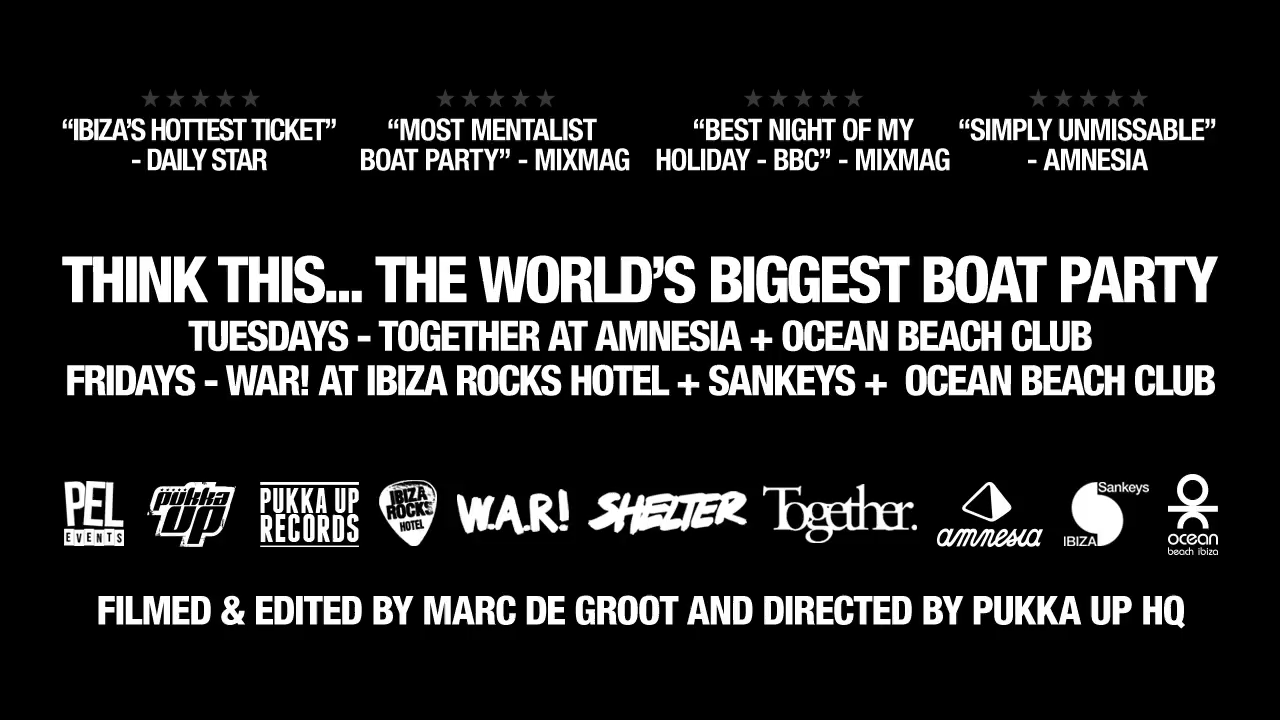 “IBIZA’S HOTTEST TICKET”
- DAILY STAR
“MOST MENTALIST
BOAT PARTY” - MIXMAG
“BEST NIGHT OF MY
HOLIDAY - BBC” - MIXMAG
“SIMPLY UNMISSABLE”
- AMNESIA
THINK THIS... THE WORLD’S BIGGEST BOAT PARTY
TUESDAYS - TOGETHER AT AMNESIA + OCEAN BEACH CLUB
FRIDAYS - WAR! AT IBIZA ROCKS HOTEL + SANKEYS + OCEAN BEACH CLUB
PEL
EVENTS
pukka
up
PUKKA UP
RECORDS
IBIZA
ROCKS
HOTEL
W.A.R!
SHELTER
Together.
amnesia
Sankeys
IBIZA
ocean
beach ibiza
FILMED & EDITED BY MARC DE GROOT AND DIRECTED BY PUKKA UP HQ